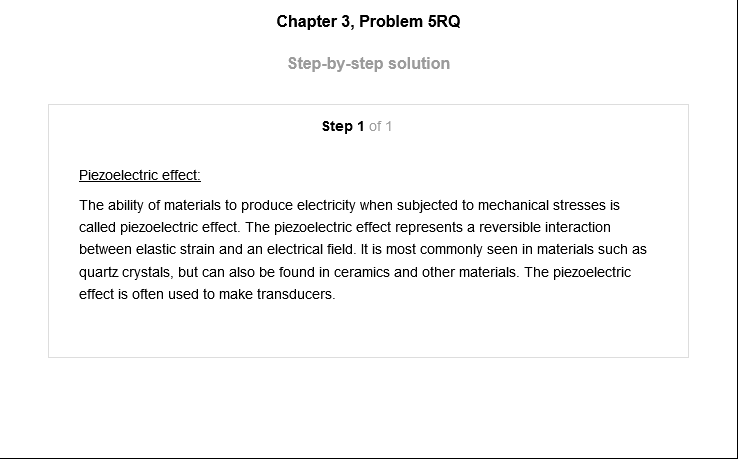 Chapter 3, Problem 5RQ
Step-by-step solution
Step 1 of 1
Piezoelectric effect:
The ability of materials to produce electricity when subjected to mechanical stresses is
called piezoelectric effect. The piezoelectric effect represents a reversible interaction
between elastic strain and an electrical field. It is most commonly seen in materials such as
quartz crystals, but can also be found in ceramics and other materials. The piezoelectric
effect is often used to make transducers.